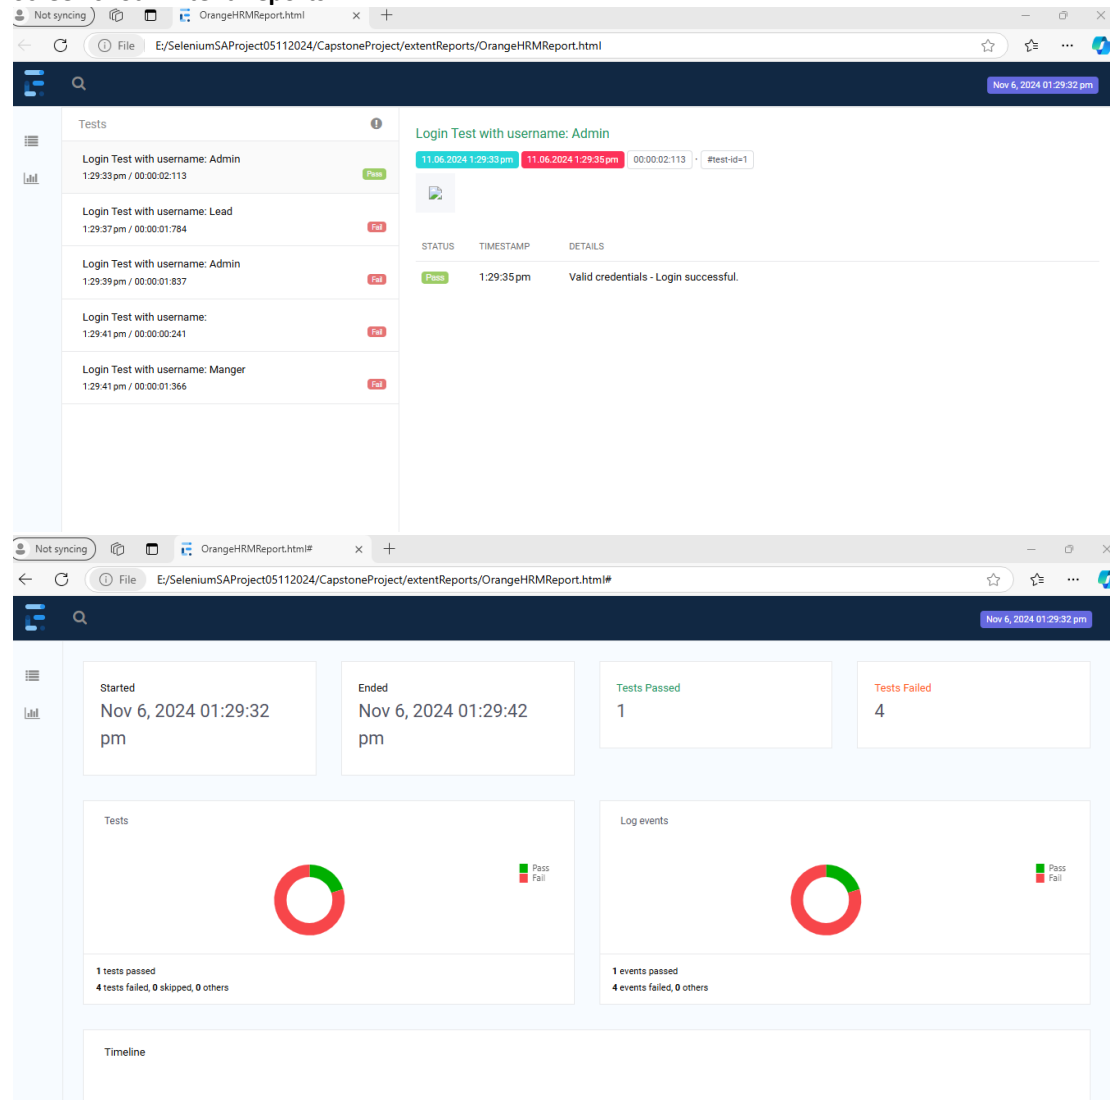 Not syncing
OrangeHRMReport.html
File E:/SeleniumSAProject05112024/CapstoneProject/extentReports/OrangeHRMReport.html
Nov 6, 2024 01:29:32 pm
Tests
Login Test with username: Admin
1:29:33 pm / 00:00:02:113
Pass
Login Test with username: Lead
1:29:37 pm / 00:00:01:784
Fail
Login Test with username: Admin
1:29:39 pm / 00:00:01:837
Fail
Login Test with username:
1:29:41 pm / 00:00:00:241
Fail
Login Test with username: Manger
1:29:41 pm / 00:00:01:366
Fail
Login Test with username: Admin
11.06.2024 1:29:33 pm 11.06.2024 1:29:35 pm 00:00:02:113 · #test-id=1
STATUS TIMESTAMP DETAILS
Pass 1:29:35 pm Valid credentials - Login successful.
Not syncing
OrangeHRMReport.html#
File E:/SeleniumSAProject05112024/CapstoneProject/extentReports/OrangeHRMReport.html#
Nov 6, 2024 01:29:32 pm
Started
Nov 6, 2024 01:29:32
pm
Ended
Nov 6, 2024 01:29:42
pm
Tests Passed
1
Tests Failed
4
Tests
Pass
Fail
1 tests passed
4 tests failed, 0 skipped, 0 others
Log events
Pass
Fail
1 events passed
4 events failed, 0 others
Timeline